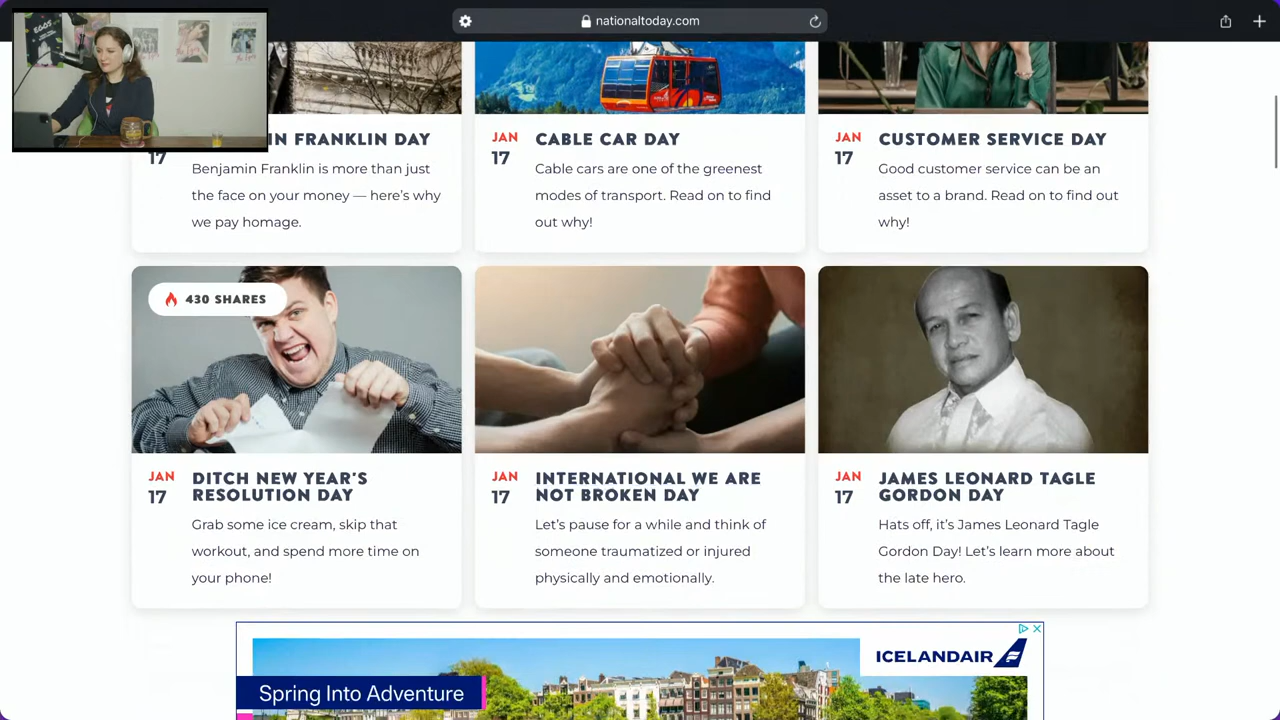 nationaltoday.com
IN FRANKLIN DAY
17
Benjamin Franklin is more than just
the face on your money — here's why
we pay homage.
JAN
17
CABLE CAR DAY
Cable cars are one of the greenest
modes of transport. Read on to find
out why!
JAN
17
CUSTOMER SERVICE DAY
Good customer service can be an
asset to a brand. Read on to find out
why!
430 SHARES
JAN
17
DITCH NEW YEAR'S
RESOLUTION DAY
Grab some ice cream, skip that
workout, and spend more time on
your phone!
JAN
17
INTERNATIONAL WE ARE
NOT BROKEN DAY
Let's pause for a while and think of
someone traumatized or injured
physically and emotionally.
JAN
17
JAMES LEONARD TAGLE
GORDON DAY
Hats off, it's James Leonard Tagle
Gordon Day! Let's learn more about
the late hero.
ICELANDAIR
Spring Into Adventure